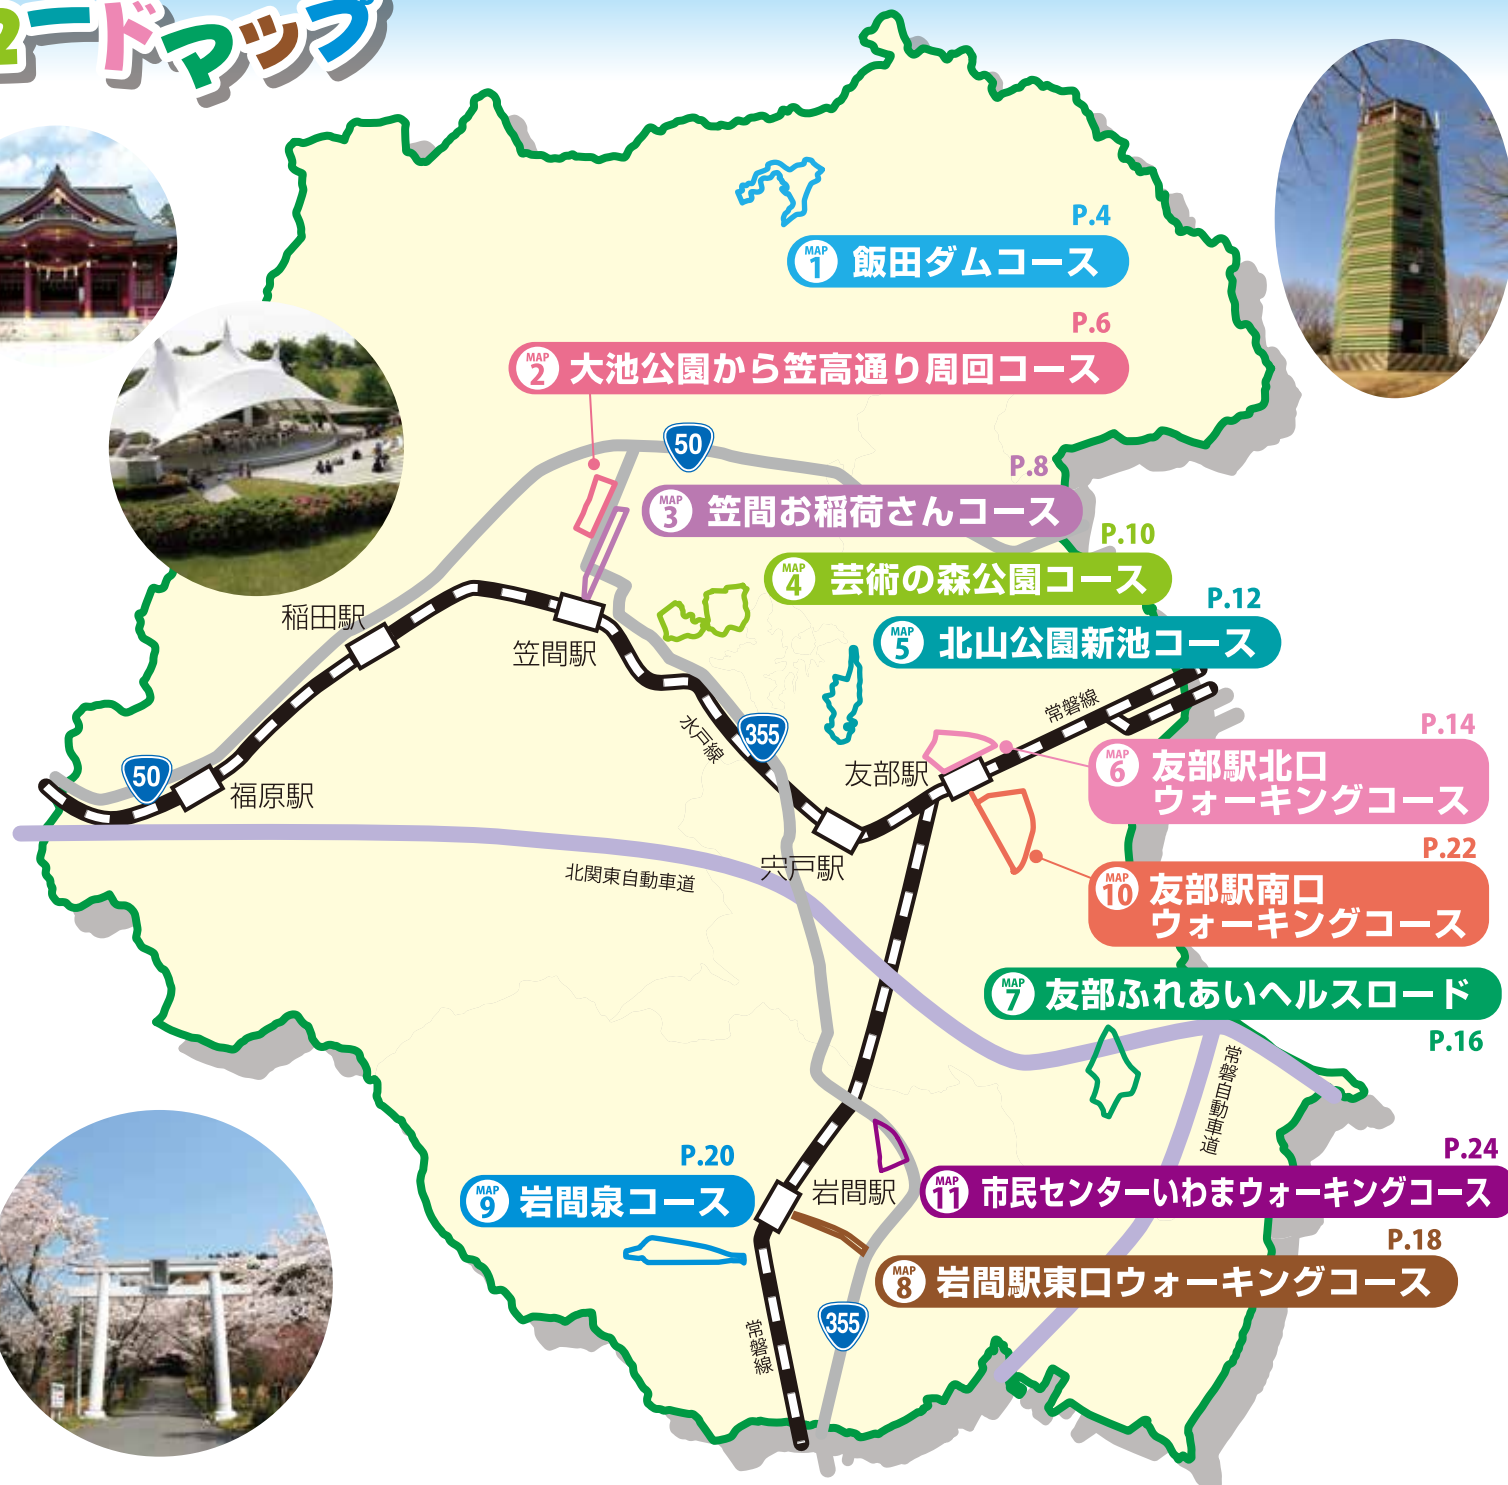 ードマップ
P.4
MAP 1 飯田ダムコース
P.6
MAP 2 大池公園から笠高通り周回コース
50
P.8
MAP 3 笠間お稲荷さんコース
P.10
MAP 4 芸術の森公園コース
P.12
MAP 5 北山公園新池コース
稲田駅
笠間駅
常磐線
水戸線
355
P.14
MAP 6 友部駅北口
ウォーキングコース
友部駅
50
福原駅
宍戸駅
北関東自動車道
P.22
MAP 10 友部駅南口
ウォーキングコース
MAP 7 友部ふれあいヘルスロード
P.16
常磐自動車道
P.24
MAP 11 市民センターいわまウォーキングコース
P.20
MAP 9 岩間泉コース
岩間駅
P.18
MAP 8 岩間駅東口ウォーキングコース
355
常磐線